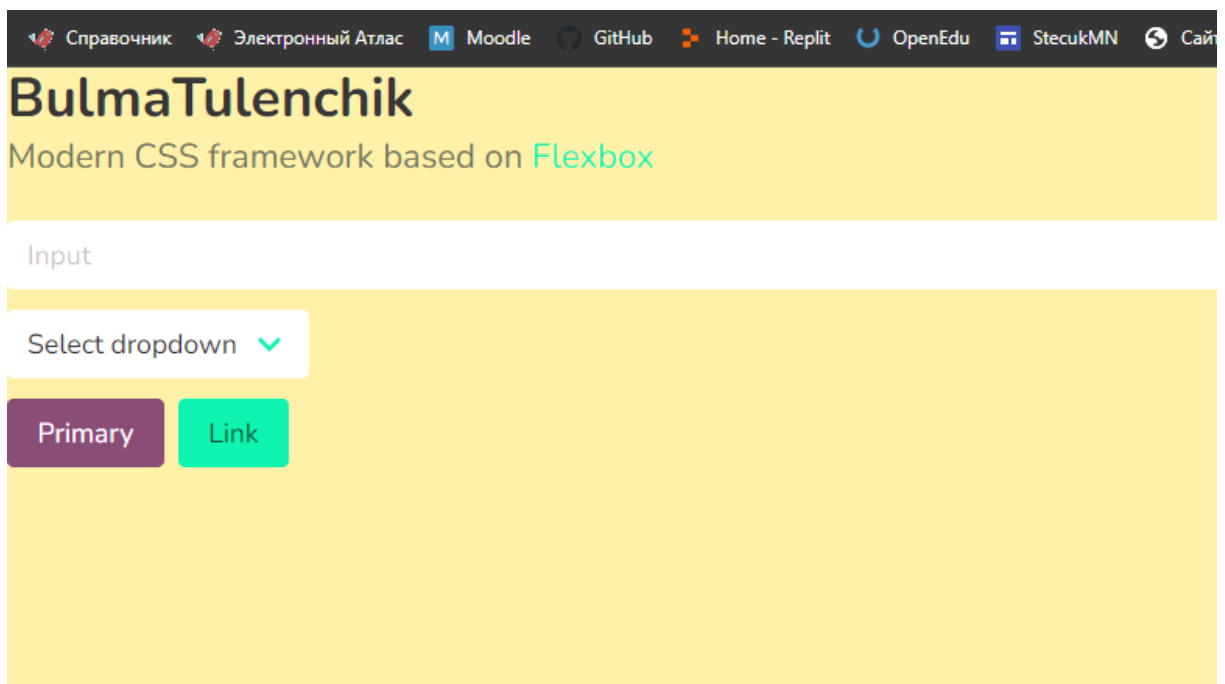 Справочник Электронный Атлас Moodle GitHub Home - Replit OpenEdu StecukMN Сайт
BulmaTulenchik
Modern CSS framework based on Flexbox
Input
Select dropdown
Primary Link